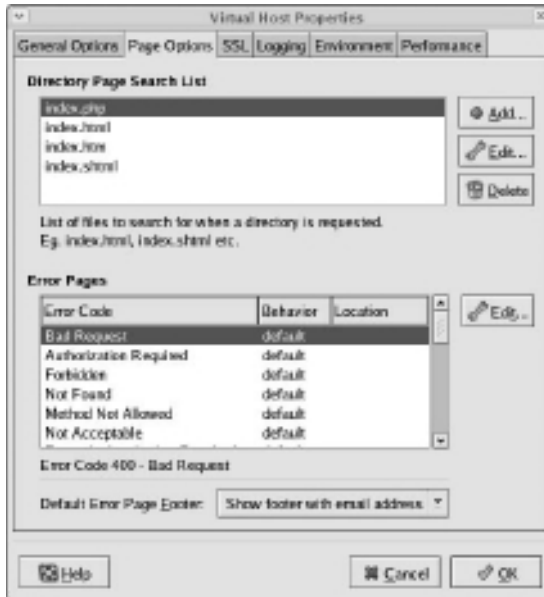 Virtual Host Properties
General Options Page Options SSL Logging Environment Performance
Directory Page Search List
index.php
index.html
index.htm
index.shtml
Add...
Edit...
Delete
List of files to search for when a directory is requested.
Eg. index.html, index.shtml etc.
Error Pages
Error Code Behavior Location
Bad Request default
Authorization Required default
Forbidden default
Not Found default
Method Not Allowed default
Not Acceptable default
Edit...
Error Code 400 - Bad Request
Default Error Page Footer: Show footer with email address
Help Cancel OK